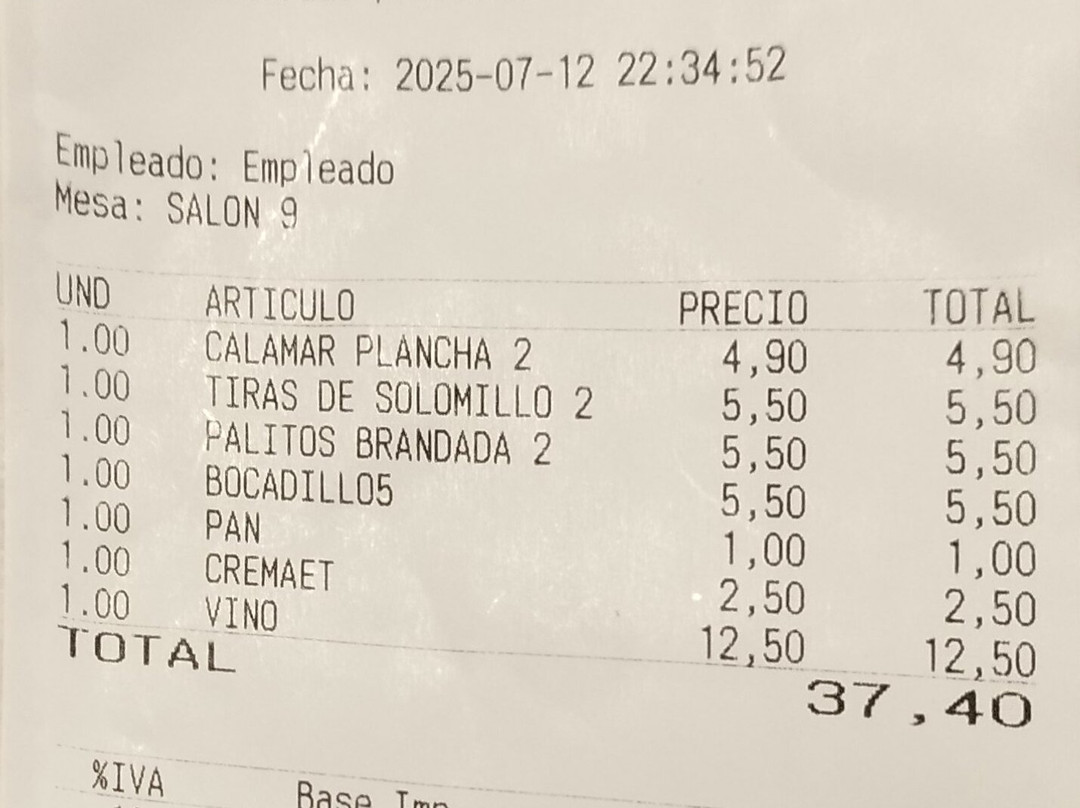 Fecha: 2025-07-12 22:34:52
Empleado: Empleado
Mesa: SALON 9
UND ARTICULO PRECIO TOTAL
1.00 CALAMAR PLANCHA 2 4,90 4,90
1.00 TIRAS DE SOLOMILLO 2 5,50 5,50
1.00 PALITOS BRANDADA 2 5,50 5,50
1.00 BOCADILLO5 5,50 5,50
1.00 PAN 1,00 1,00
1.00 CREMAET 2,50 2,50
1.00 VINO 12,50 12,50
TOTAL 37,40
%IVA Base Imp